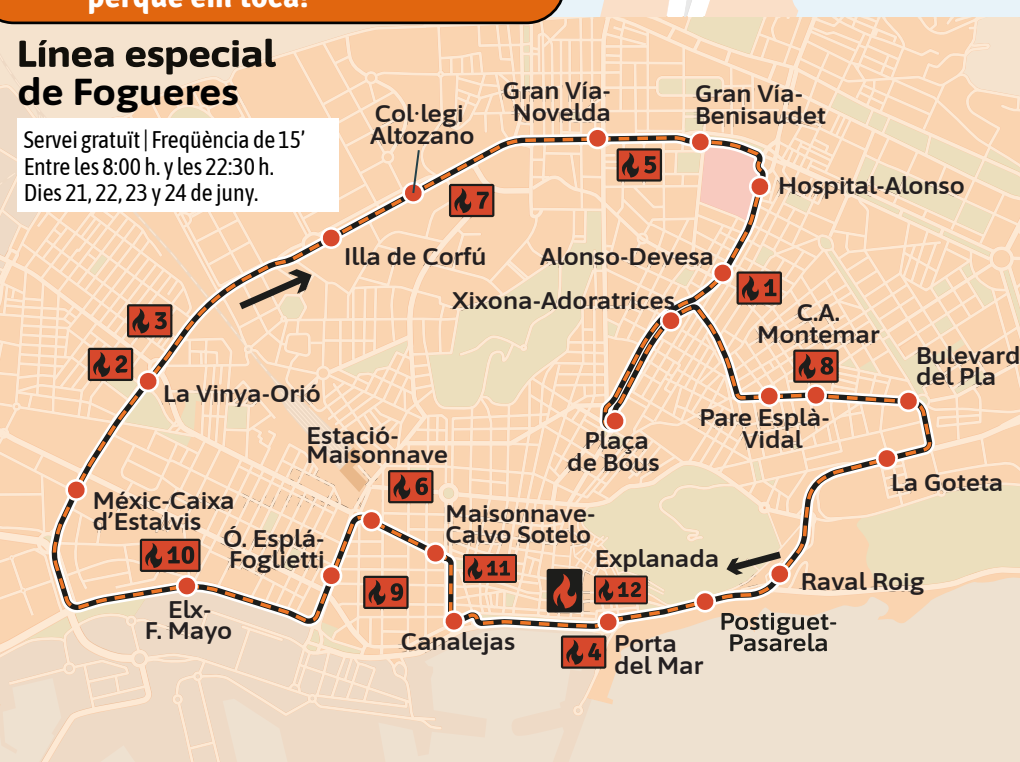 perquè em toca!
Línea especial
de Fogueres
Servei gratuït | Freqüència de 15’
Entre les 8:00 h. y les 22:30 h.
Dies 21, 22, 23 y 24 de juny.
Gran Vía-
Novelda
Gran Vía-
Benisaudet
Col·legi
Altozano
5
Hospital-Alonso
7
Illa de Corfú
Alonso-Devesa
1
Xixona-Adoratrices
3
C.A.
Montemar
8
2
Bulevard
del Pla
La Vinya-Orió
Pare Esplà-
Vidal
Plaça
de Bous
Estació-
Maisonnave
6
La Goteta
Méxic-Caixa
d’Estalvis
Maisonnave-
Calvo Sotelo
Ó. Esplá-
Foglietti
10
11
Explanada
12
9
Raval Roig
Elx-
F. Mayo
Canalejas
Postiguet-
Pasarela
4
Porta
del Mar